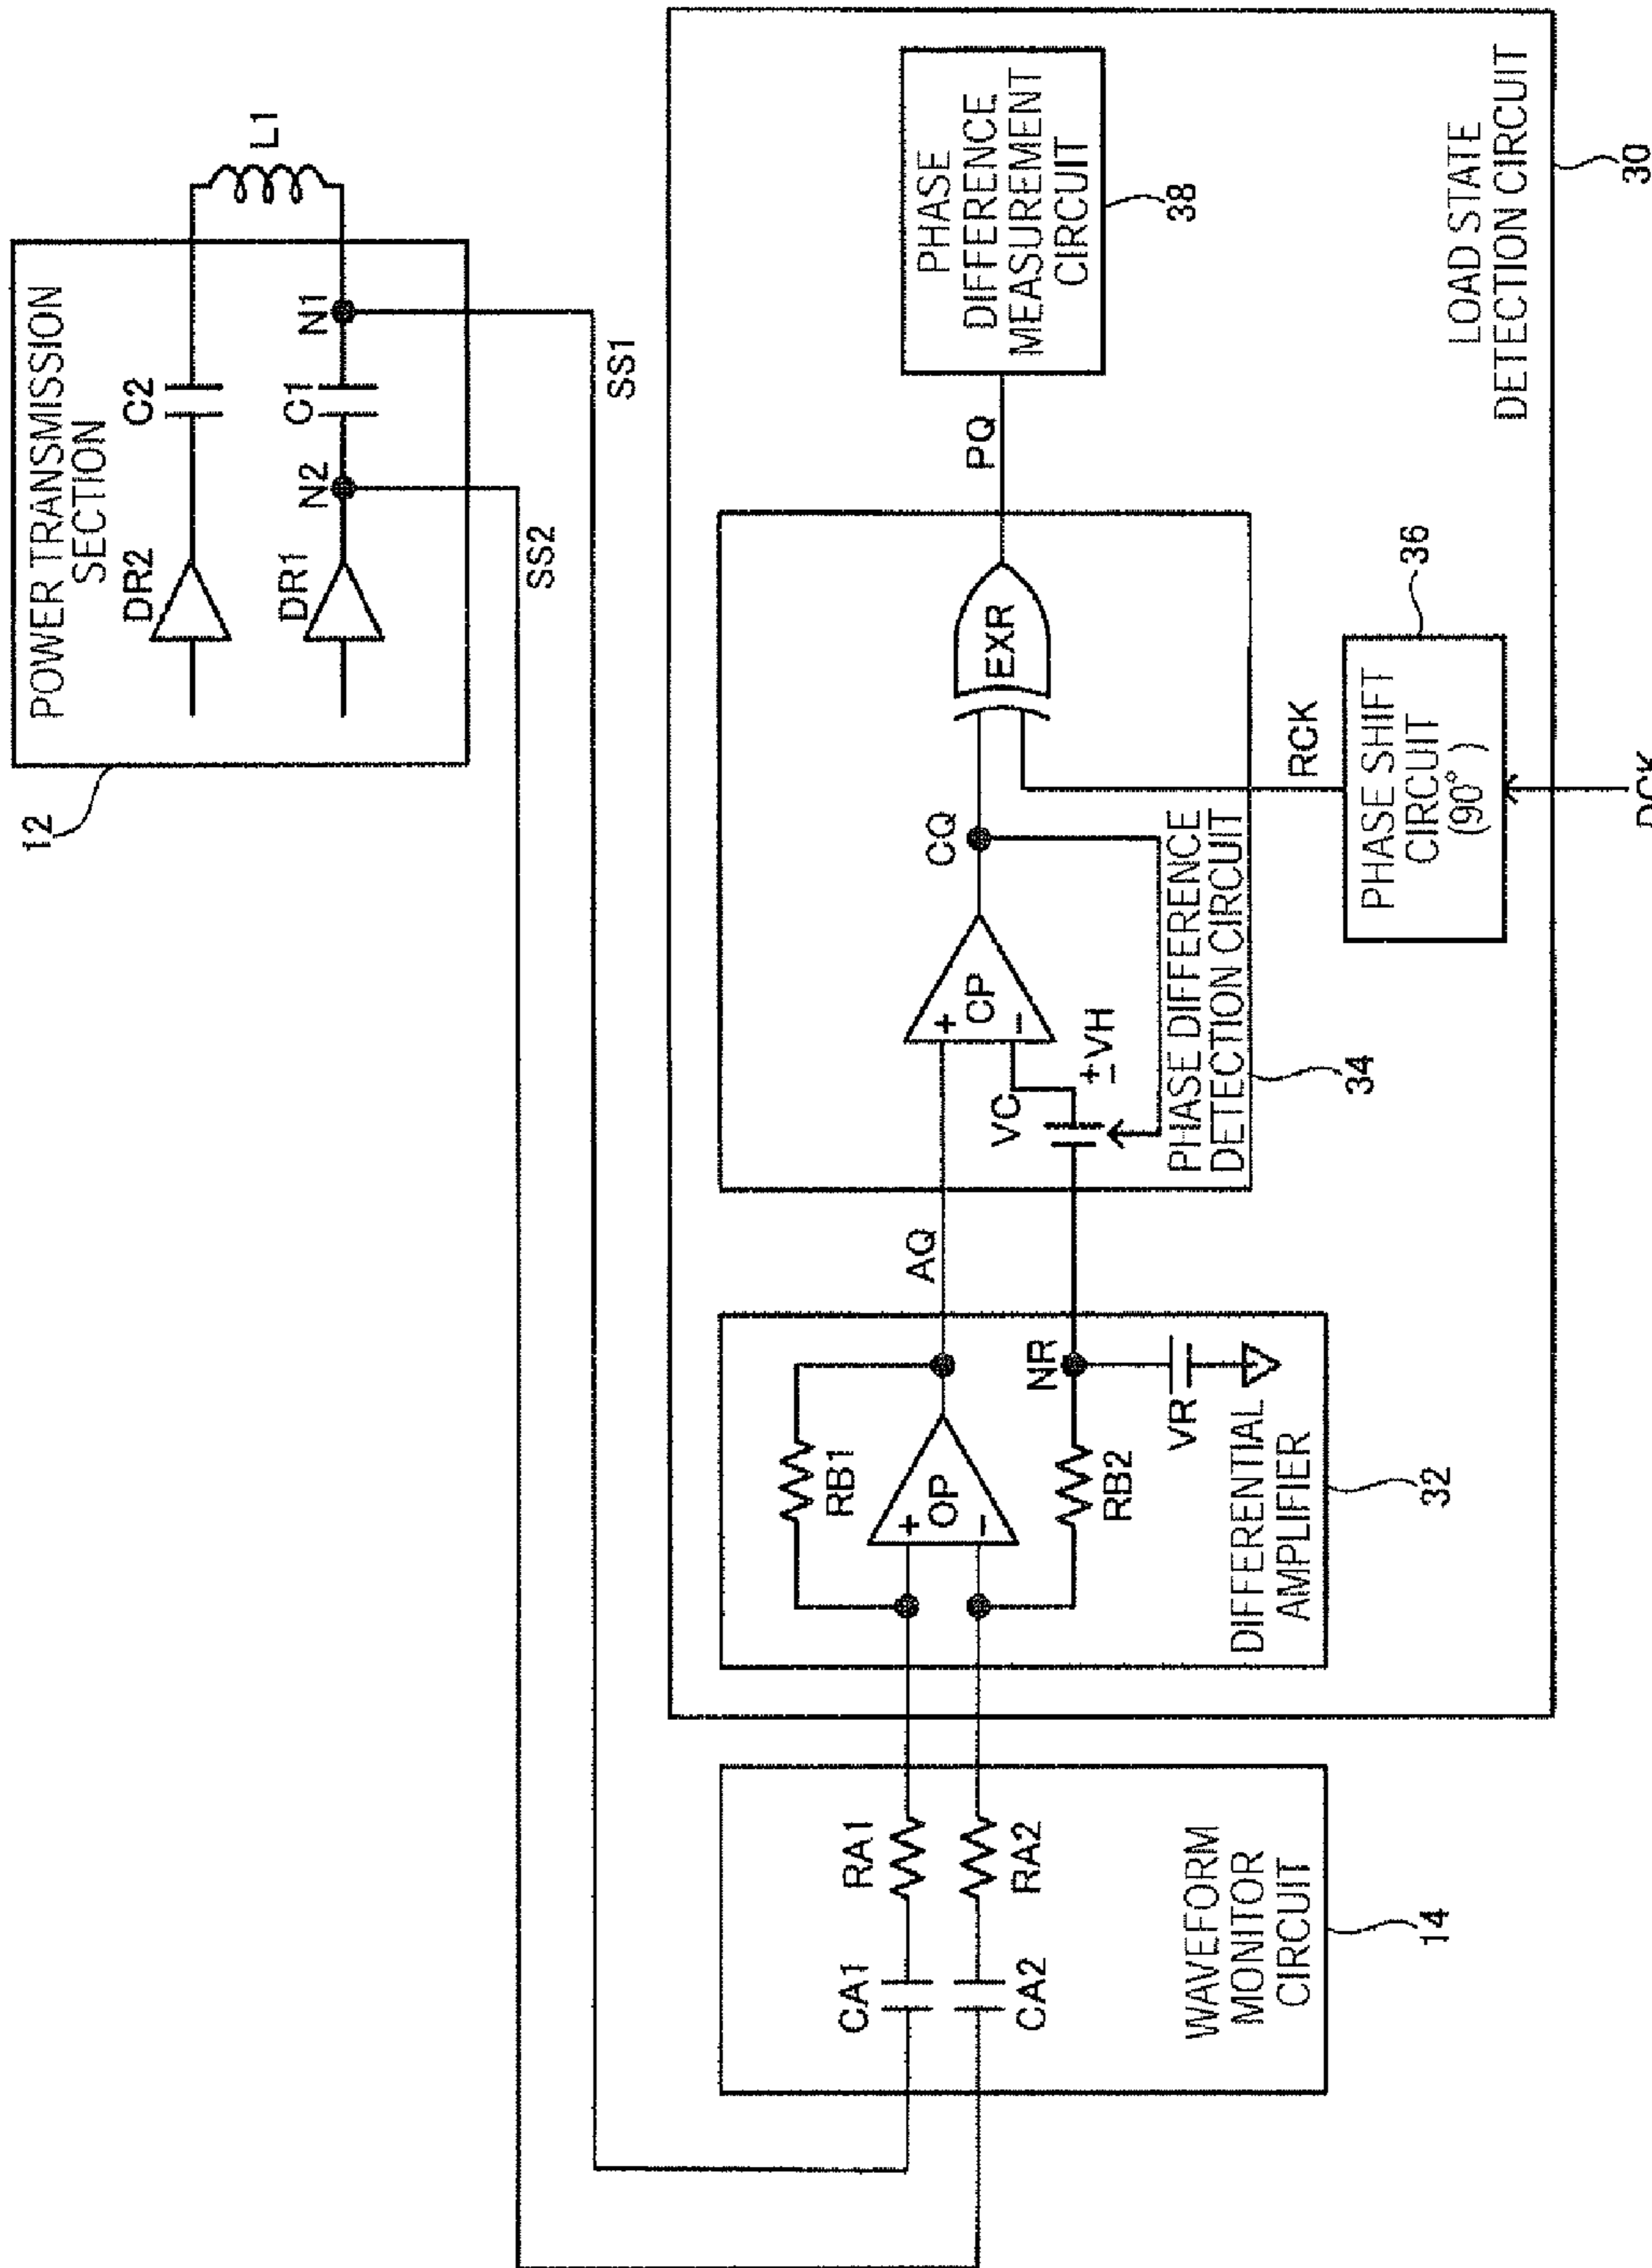 12
POWER TRANSMISSION
SECTION
DR2
C2
L1
DR1
N2
C1
N1
SS2
SS1
CA1
RA1
CA2
RA2
WAVEFORM
MONITOR
CIRCUIT
14
RB1
+
OP
−
RB2
NR
VR
DIFFERENTIAL
AMPLIFIER
32
AQ
+
CP
−
VC
±VH
CQ
EXR
PHASE DIFFERENCE
DETECTION CIRCUIT
34
PQ
PHASE
DIFFERENCE
MEASUREMENT
CIRCUIT
38
RCK
PHASE SHIFT
CIRCUIT
(90°)
36
LOAD STATE
DETECTION CIRCUIT
30